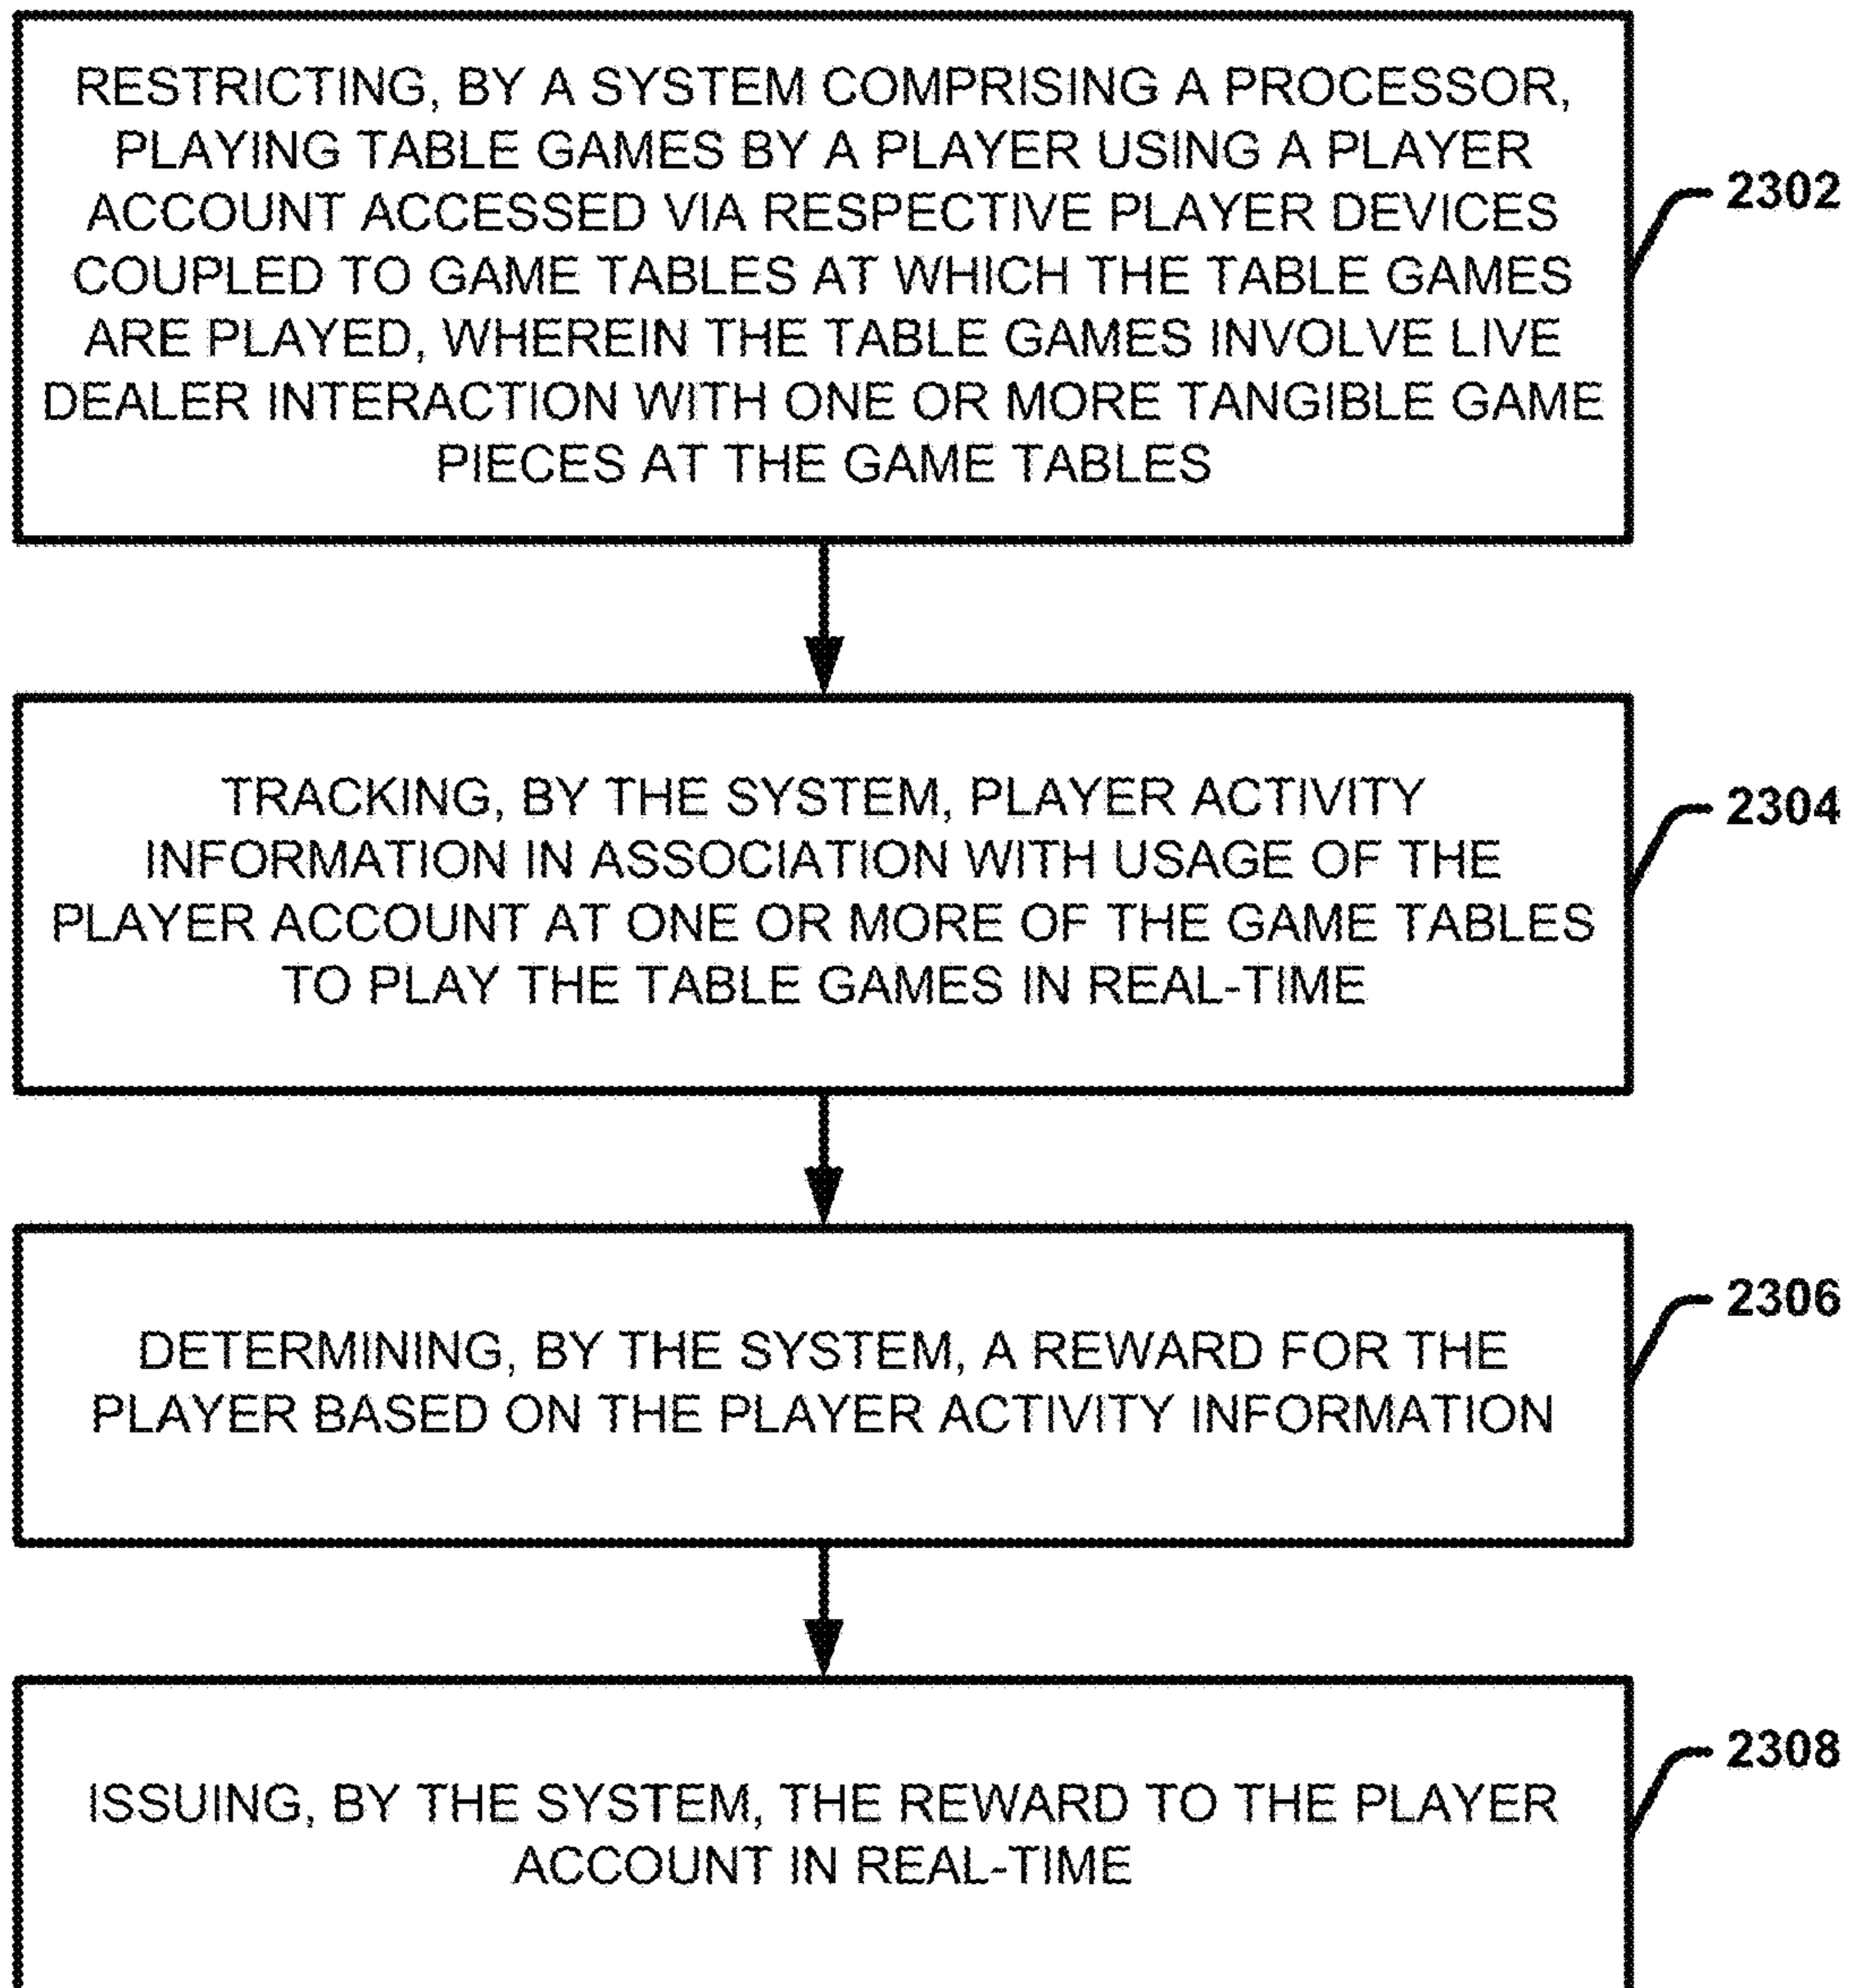 RESTRICTING, BY A SYSTEM COMPRISING A PROCESSOR,
PLAYING TABLE GAMES BY A PLAYER USING A PLAYER
ACCOUNT ACCESSED VIA RESPECTIVE PLAYER DEVICES
COUPLED TO GAME TABLES AT WHICH THE TABLE GAMES
ARE PLAYED, WHEREIN THE TABLE GAMES INVOLVE LIVE
DEALER INTERACTION WITH ONE OR MORE TANGIBLE GAME
PIECES AT THE GAME TABLES
2302
TRACKING, BY THE SYSTEM, PLAYER ACTIVITY
INFORMATION IN ASSOCIATION WITH USAGE OF THE
PLAYER ACCOUNT AT ONE OR MORE OF THE GAME TABLES
TO PLAY THE TABLE GAMES IN REAL-TIME
2304
DETERMINING, BY THE SYSTEM, A REWARD FOR THE
PLAYER BASED ON THE PLAYER ACTIVITY INFORMATION
2306
ISSUING, BY THE SYSTEM, THE REWARD TO THE PLAYER
ACCOUNT IN REAL-TIME
2308